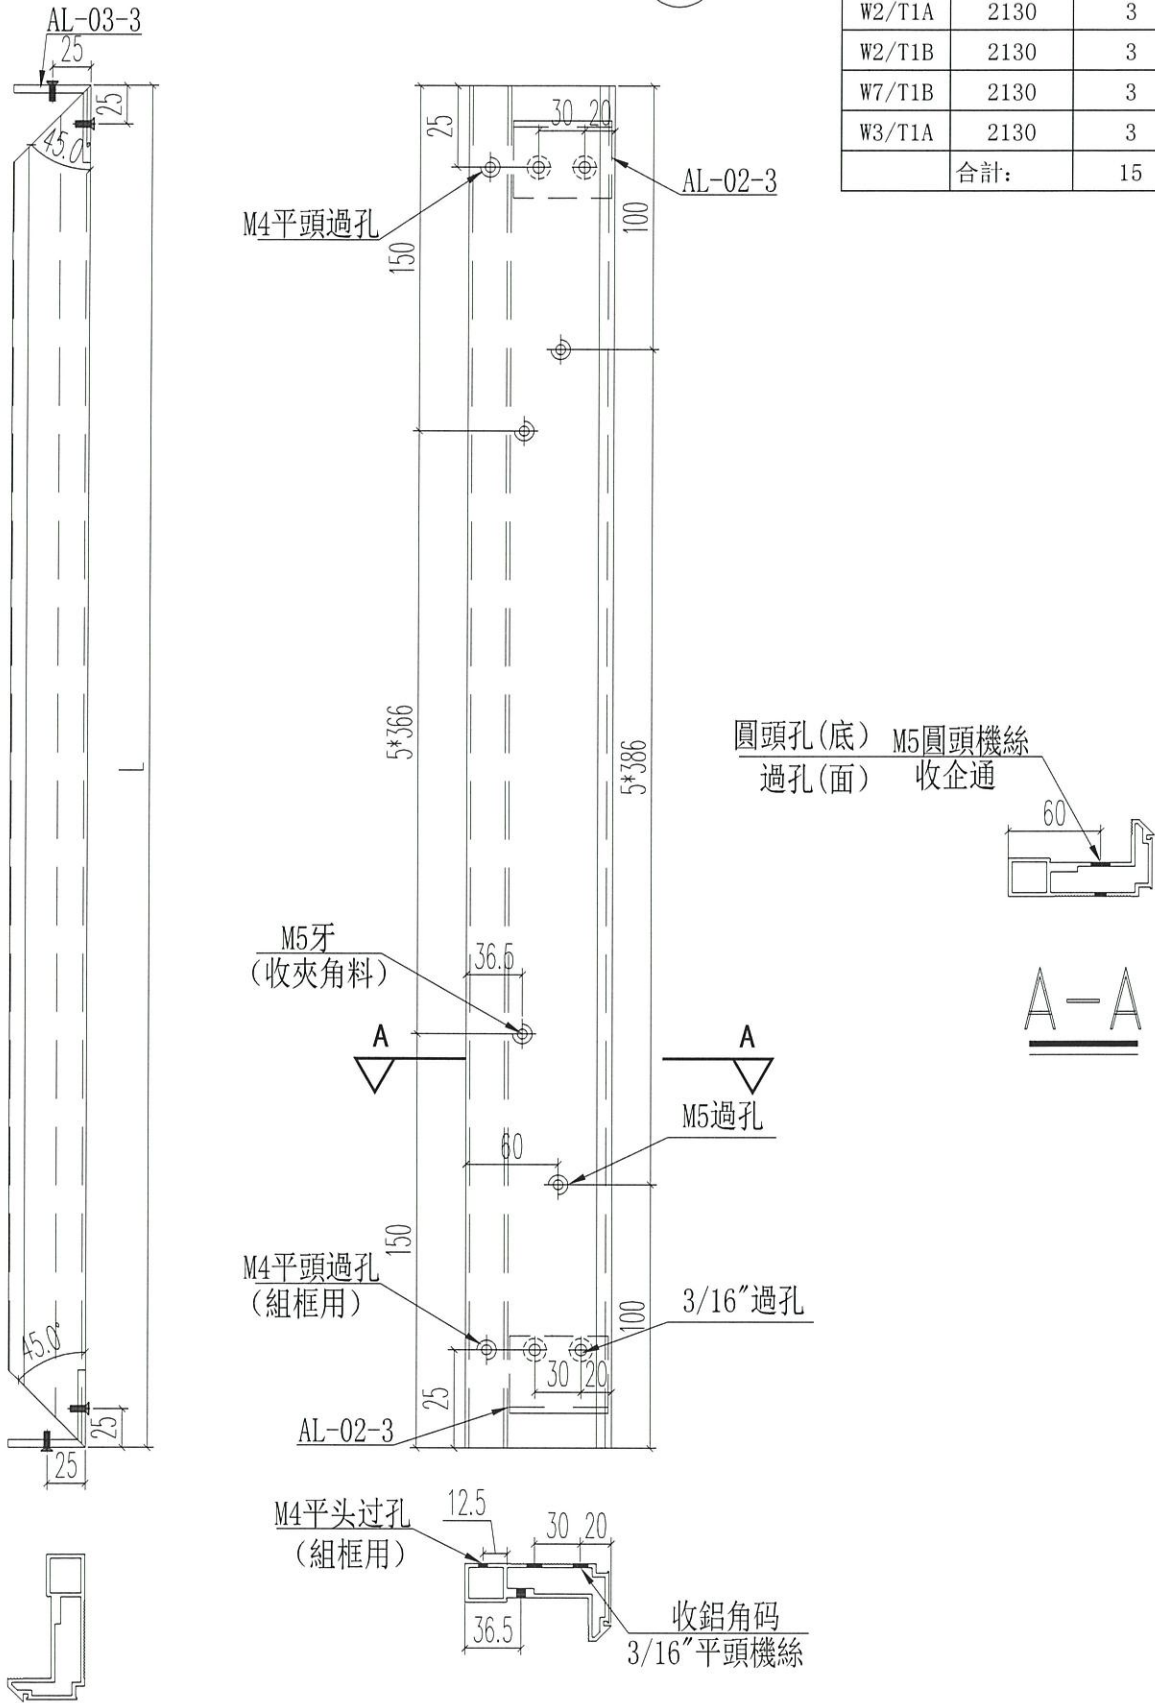 AL-03-3
W2/T1A 2130 3
25
W2/T1B 2130 3
25
W7/T1B 2130 3
25
30 20
45.0°
W3/T1A 2130 3
AL-02-3
合計: 15
M4平頭過孔
100
150
5*366
圓頭孔(底) M5圓頭機絲
5*386
過孔(面) 收企通
L
60
M5牙
36.5
(收夾角料)
A—A
A A
M5過孔
60
150
M4平頭過孔
3/16"過孔
(組框用)
100
45.0°
30 20
25
25
AL-02-3
25
12.5
M4平头过孔
30 20
(組框用)
收鋁角码
36.5
3/16"平頭機絲